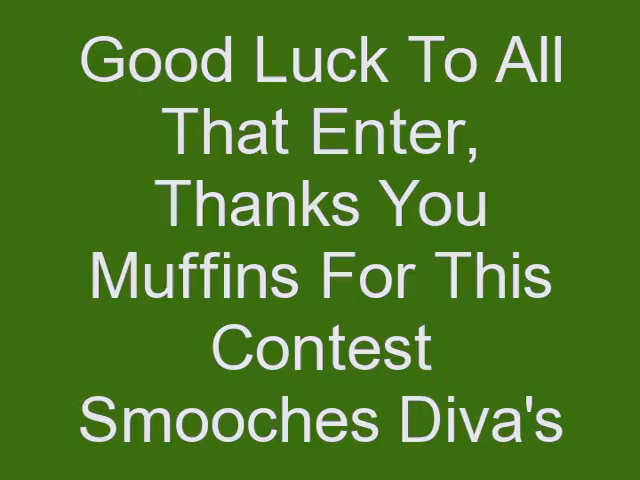 Good Luck To All
That Enter,
Thanks You
Muffins For This
Contest
Smooches Diva's